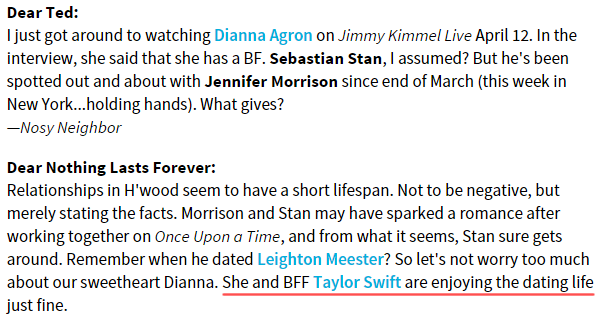 Dear Ted:
I just got around to watching Dianna Agron on Jimmy Kimmel Live April 12. In the
interview, she said that she has a BF. Sebastian Stan, I assumed? But he's been
spotted out and about with Jennifer Morrison since end of March (this week in
New York...holding hands). What gives?
—Nosy Neighbor
Dear Nothing Lasts Forever:
Relationships in H'wood seem to have a short lifespan. Not to be negative, but
merely stating the facts. Morrison and Stan may have sparked a romance after
working together on Once Upon a Time, and from what it seems, Stan sure gets
around. Remember when he dated Leighton Meester? So let's not worry too much
about our sweetheart Dianna. She and BFF Taylor Swift are enjoying the dating life
just fine.